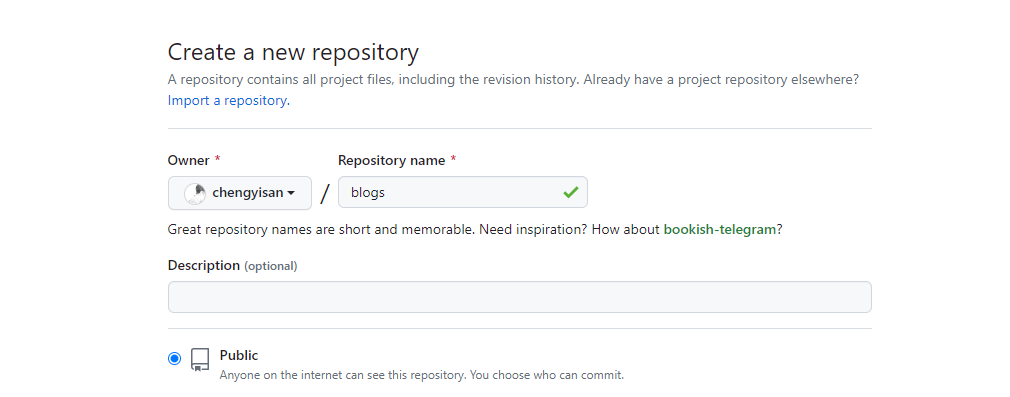 Create a new repository
A repository contains all project files, including the revision history. Already have a project repository elsewhere?
Import a repository.
Owner * Repository name *
chengyisan / blogs
Great repository names are short and memorable. Need inspiration? How about bookish-telegram?
Description (optional)
Public
Anyone on the internet can see this repository. You choose who can commit.